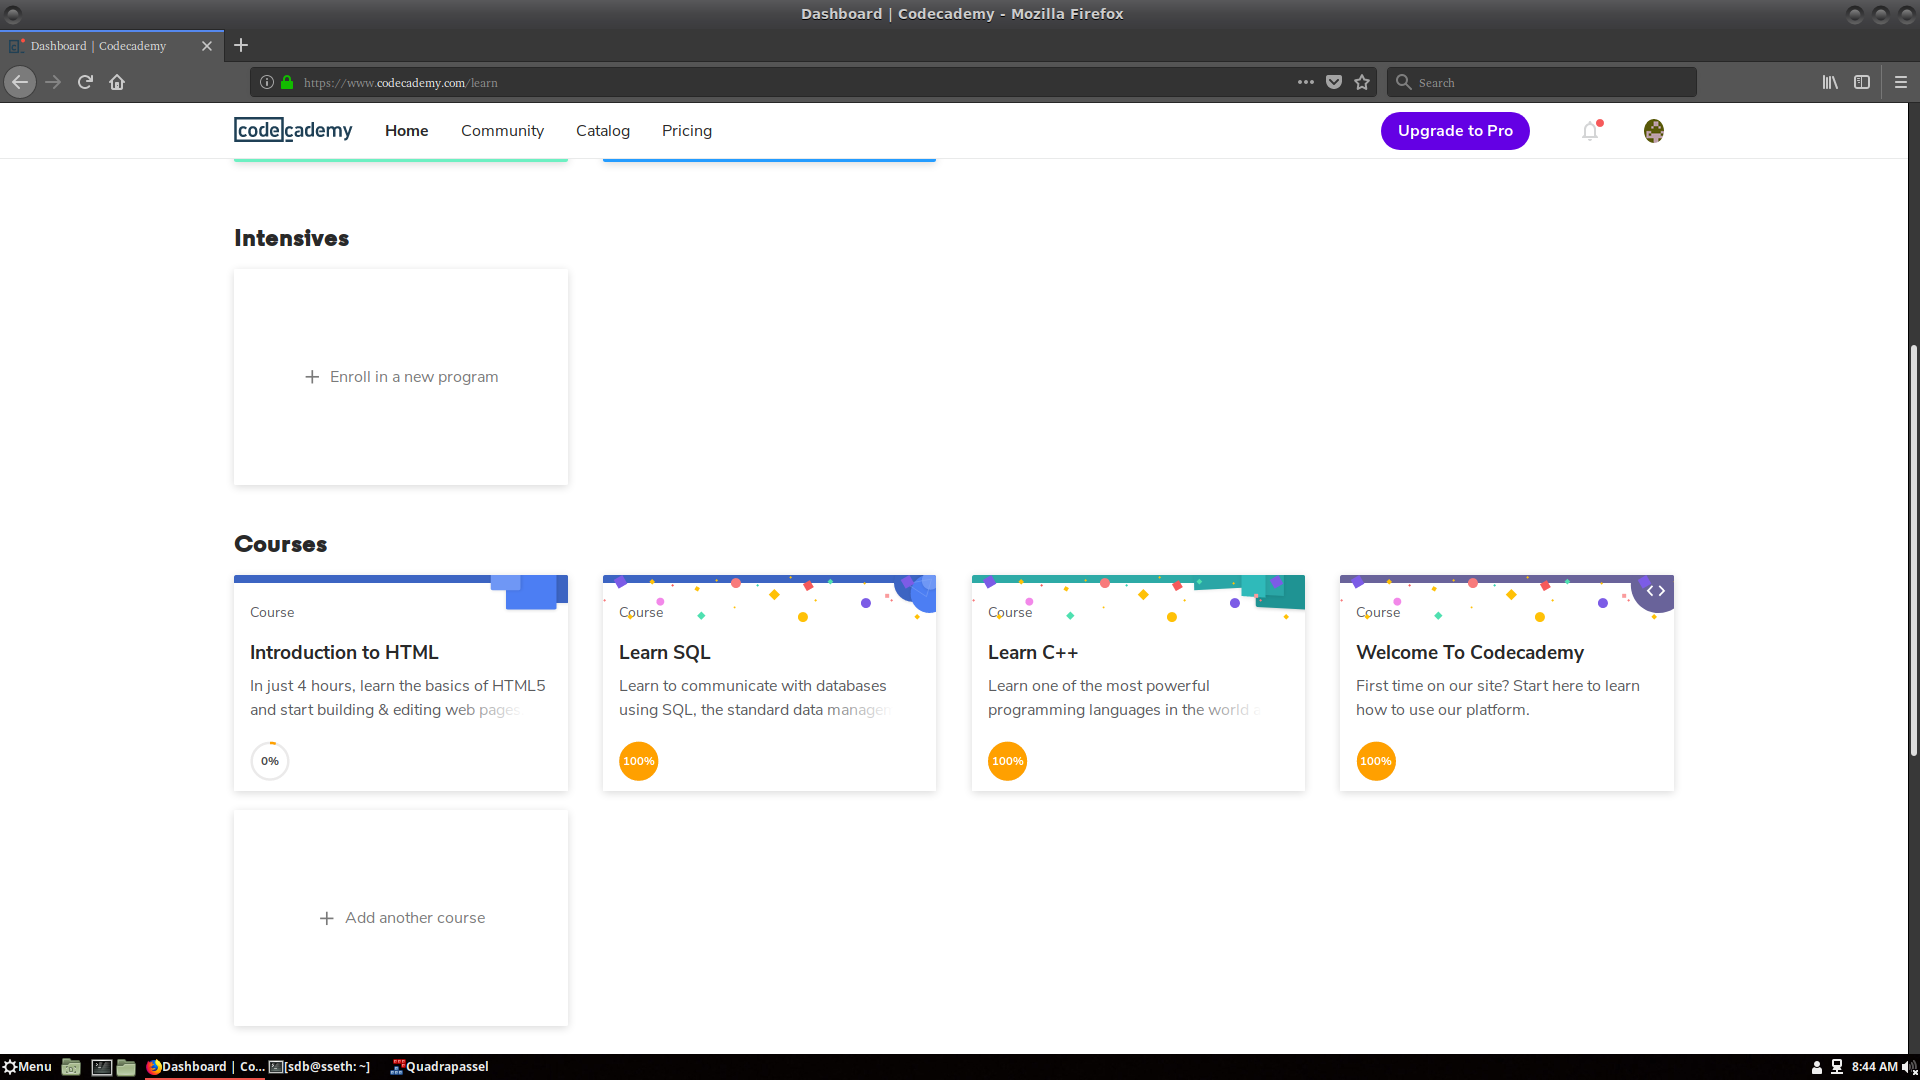 Dashboard | Codecademy - Mozilla Firefox
Dashboard | Codecademy
https://www.codecademy.com/learn
Search
codecademy
Home
Community
Catalog
Pricing
Upgrade to Pro
Intensives
+ Enroll in a new program
Courses
Course
Introduction to HTML
In just 4 hours, learn the basics of HTML5
and start building & editing web pages
0%
Course
Learn SQL
Learn to communicate with databases
using SQL, the standard data managem
100%
Course
Learn C++
Learn one of the most powerful
programming languages in the world a
100%
Course
Welcome To Codecademy
First time on our site? Start here to learn
how to use our platform.
100%
+ Add another course
Menu
Dashboard | Co...
[sdb@sseth: ~]
Quadrapassel
8:44 AM